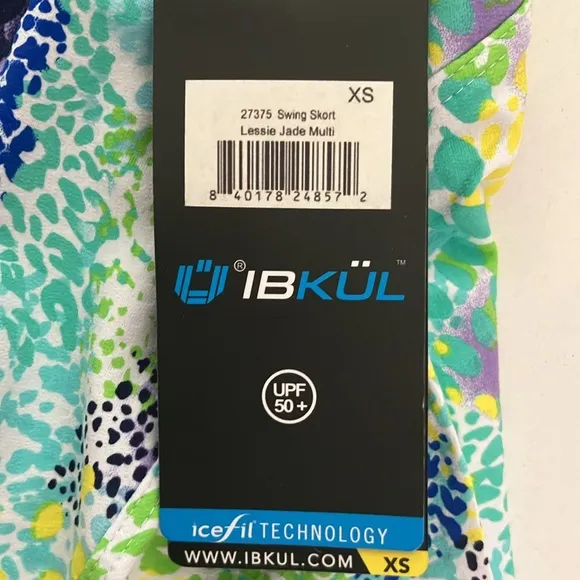 XS
27375 Swing Skort
Lessie Jade Multi
8 40178 24857 2
® IBKÜL ™
UPF
50+
icefil® TECHNOLOGY
WWW.IBKUL.COM XS